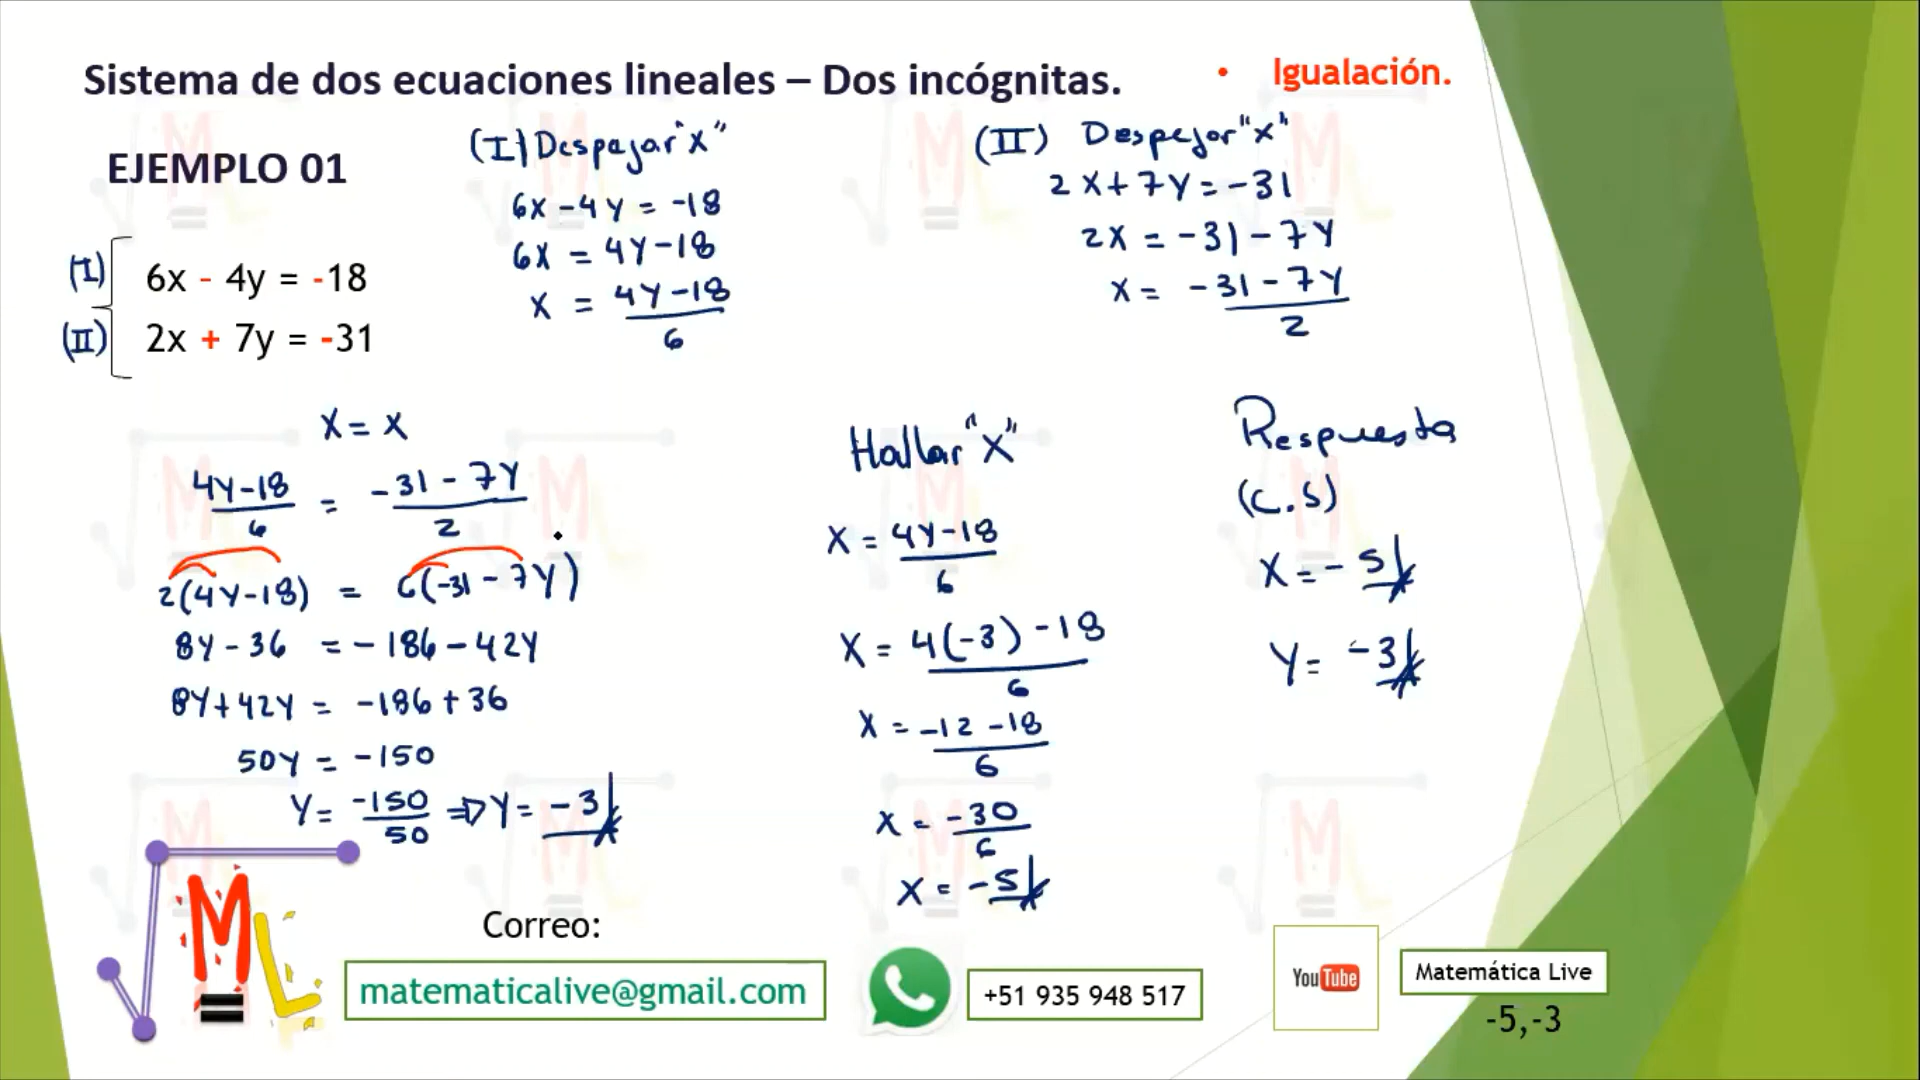 Sistema de dos ecuaciones lineales – Dos incógnitas.
• Igualación.
EJEMPLO 01
(I) 6x - 4y = -18
(II) 2x + 7y = -31
(I) Despejar "X"
6X - 4Y = -18
6X = 4Y - 18
X = 4Y - 18 / 6
(II) Despejar "X"
2X + 7Y = -31
2X = -31 - 7Y
X = -31 - 7Y / 2
X = X
4Y - 18 / 6 = -31 - 7Y / 2
2(4Y - 18) = 6(-31 - 7Y)
8Y - 36 = -186 - 42Y
8Y + 42Y = -186 + 36
50Y = -150
Y = -150 / 50 ⇒ Y = -3
Hallar "X"
X = 4Y - 18 / 6
X = 4(-3) - 18 / 6
X = -12 - 18 / 6
X = -30 / 6
X = -5
Respuesta
(C.S)
X = -5
Y = -3
ML
Correo:
matematicalive@gmail.com
+51 935 948 517
YouTube
Matemática Live
-5,-3